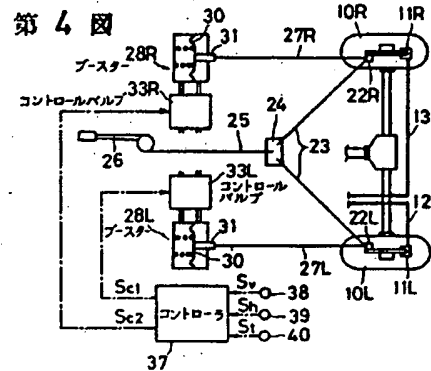 第4図
30
31
10R
11R
28R
27R
ブースター
33R
22R
コントロールバルブ
24
25
23
13
26
33L
コントロール
バルブ
12
28L
31
22L
ブースター
30
27L
10L
11L
Sc1
Sv
38
コントローラ
Sh
39
Sc2
St
40
37